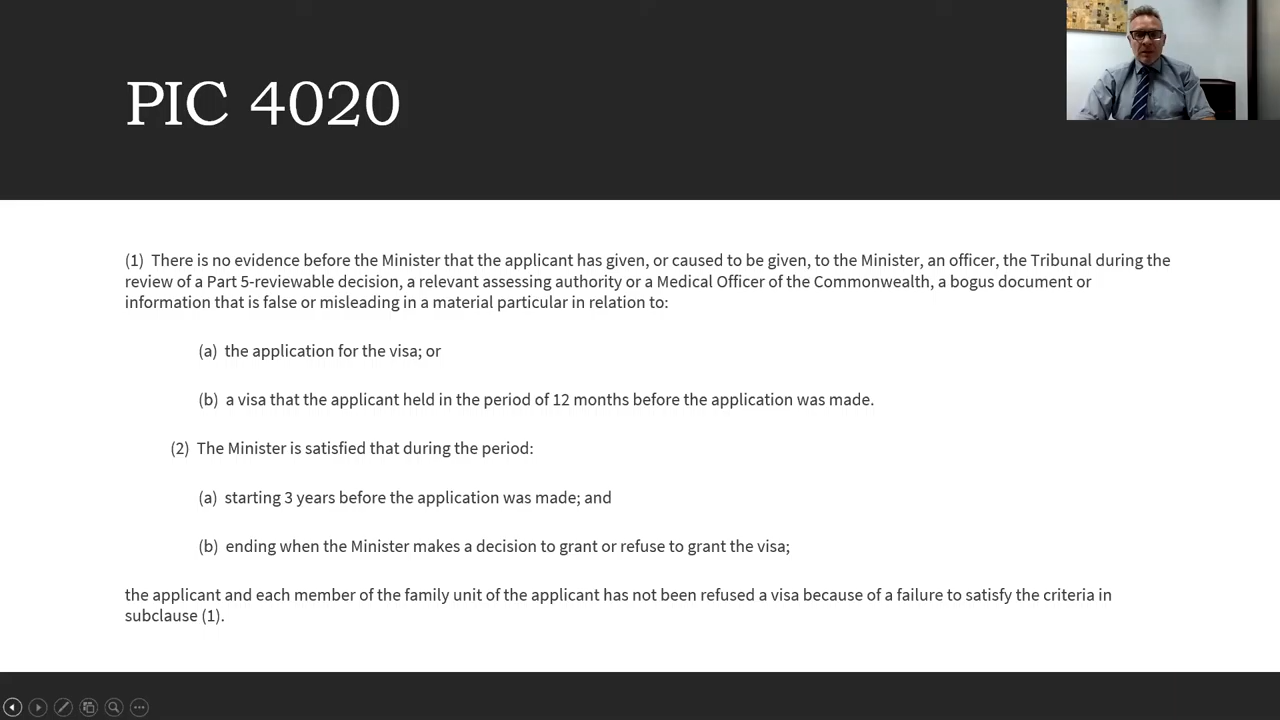 PIC 4020
(1) There is no evidence before the Minister that the applicant has given, or caused to be given, to the Minister, an officer, the Tribunal during the
review of a Part 5-reviewable decision, a relevant assessing authority or a Medical Officer of the Commonwealth, a bogus document or
information that is false or misleading in a material particular in relation to:
(a) the application for the visa; or
(b) a visa that the applicant held in the period of 12 months before the application was made.
(2) The Minister is satisfied that during the period:
(a) starting 3 years before the application was made; and
(b) ending when the Minister makes a decision to grant or refuse to grant the visa;
the applicant and each member of the family unit of the applicant has not been refused a visa because of a failure to satisfy the criteria in
subclause (1).